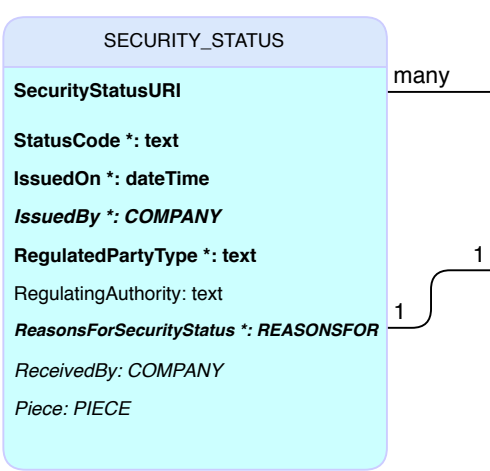 SECURITY_STATUS
many
SecurityStatusURI
StatusCode *: text
IssuedOn *: dateTime
IssuedBy *: COMPANY
RegulatedPartyType *: text
1
RegulatingAuthority: text
1
ReasonsForSecurityStatus *: REASONSFOR
ReceivedBy: COMPANY
Piece: PIECE